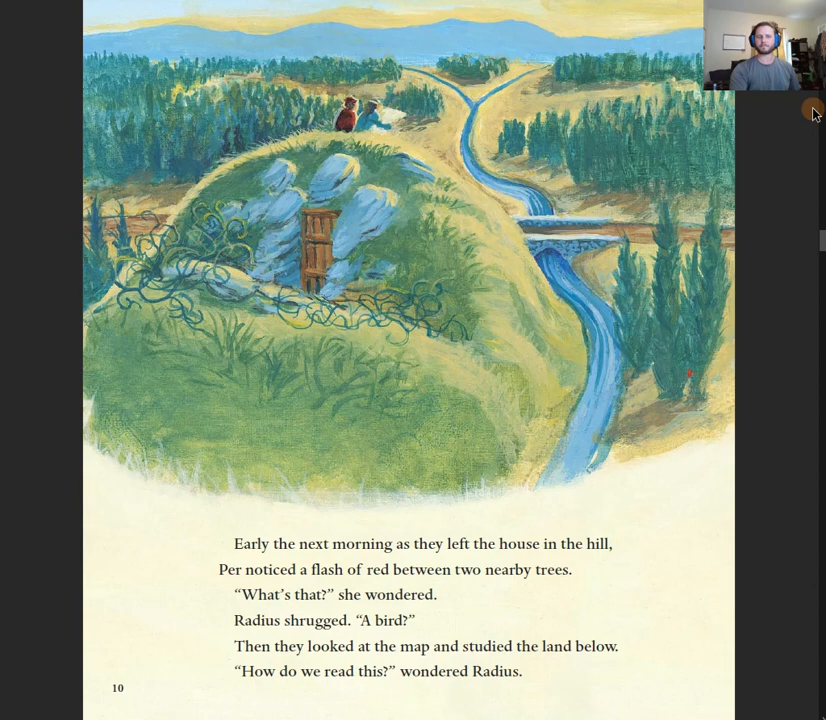 Early the next morning as they left the house in the hill,
Per noticed a flash of red between two nearby trees.
“What’s that?” she wondered.
Radius shrugged. “A bird?”
Then they looked at the map and studied the land below.
“How do we read this?” wondered Radius.
10